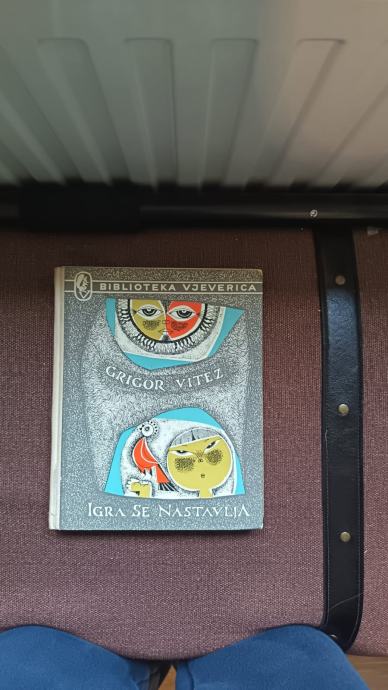 BIBLIOTEKA VJEVERICA
GRIGOR VITEZ
IGRA SE NASTAVLJA